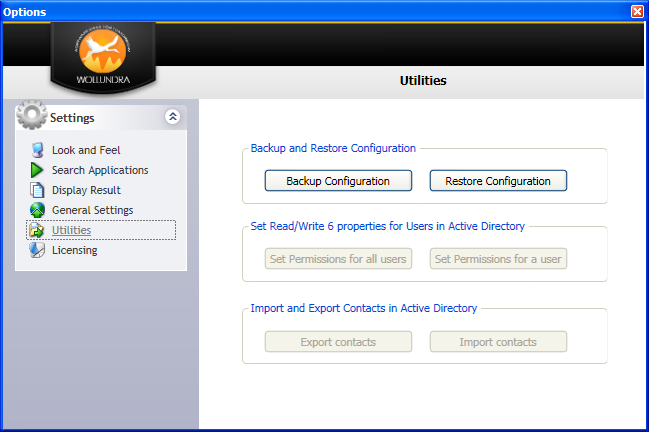 Options
WOLLUNDRA
Utilities
Settings
Look and Feel
Search Applications
Display Result
General Settings
Utilities
Licensing
Backup and Restore Configuration
Backup Configuration Restore Configuration
Set Read/Write 6 properties for Users in Active Directory
Set Permissions for all users Set Permissions for a user
Import and Export Contacts in Active Directory
Export contacts Import contacts